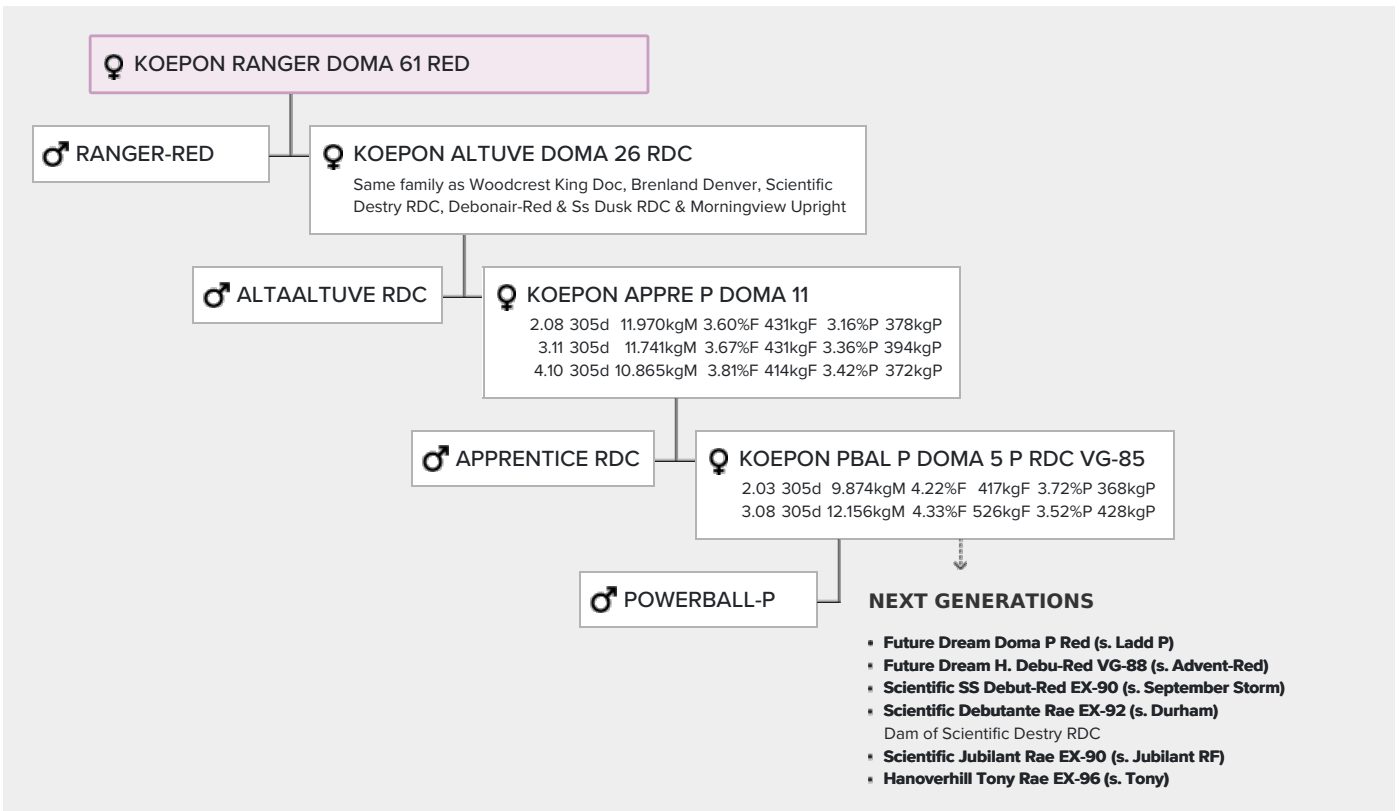 KOEPON RANGER DOMA 61 RED
RANGER-RED
KOEPON ALTUVE DOMA 26 RDC
Same family as Woodcrest King Doc, Brenland Denver, Scientific
Destry RDC, Debonair-Red & Ss Dusk RDC & Morningview Upright
ALTAALTUVE RDC
KOEPON APPRE P DOMA 11
2.08 305d 11.970kgM 3.60%F 431kgF 3.16%P 378kgP
3.11 305d 11.741kgM 3.67%F 431kgF 3.36%P 394kgP
4.10 305d 10.865kgM 3.81%F 414kgF 3.42%P 372kgP
APPRENTICE RDC
KOEPON PBAL P DOMA 5 P RDC VG-85
2.03 305d 9.874kgM 4.22%F 417kgF 3.72%P 368kgP
3.08 305d 12.156kgM 4.33%F 526kgF 3.52%P 428kgP
POWERBALL-P
NEXT GENERATIONS
Future Dream Doma P Red (s. Ladd P)
Future Dream H. Debu-Red VG-88 (s. Advent-Red)
Scientific SS Debut-Red EX-90 (s. September Storm)
Scientific Debutante Rae EX-92 (s. Durham)
Dam of Scientific Destry RDC
Scientific Jubilant Rae EX-90 (s. Jubilant RF)
Hanoverhill Tony Rae EX-96 (s. Tony)